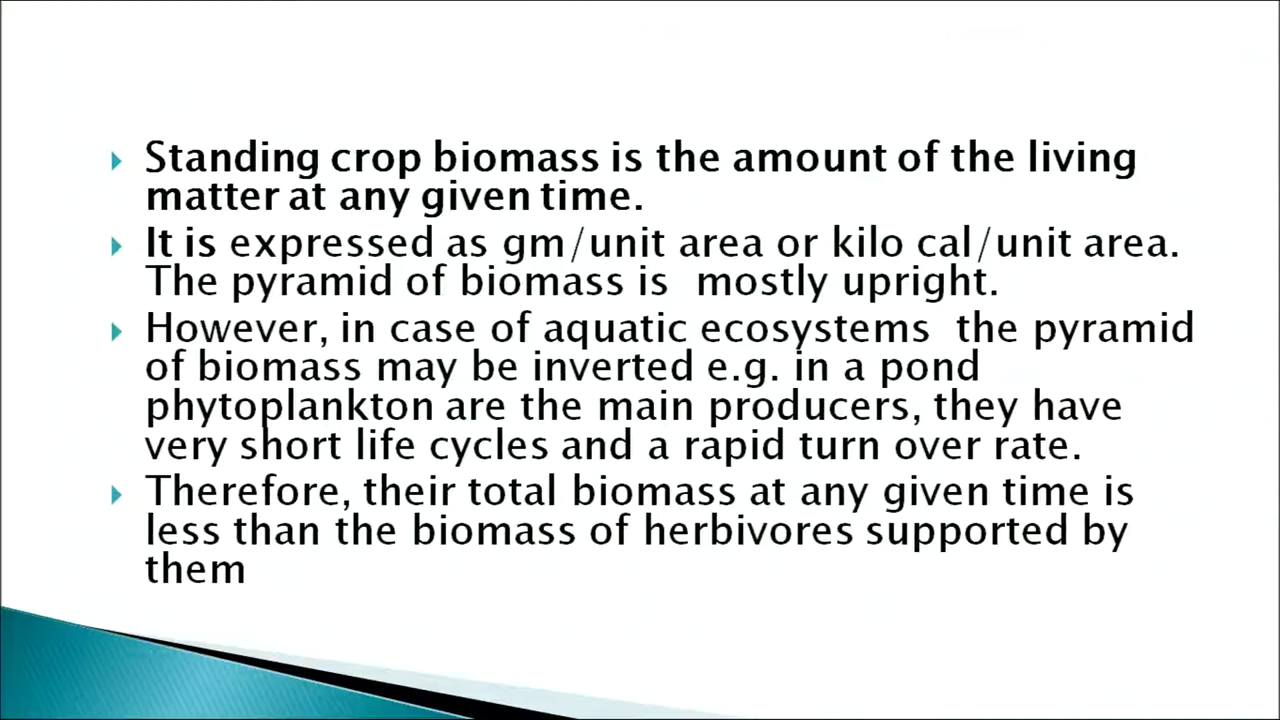 Standing crop biomass is the amount of the living
matter at any given time.
It is expressed as gm/unit area or kilo cal/unit area.
The pyramid of biomass is  mostly upright.
However, in case of aquatic ecosystems  the pyramid
of biomass may be inverted e.g. in a pond
phytoplankton are the main producers, they have
very short life cycles and a rapid turn over rate.
Therefore, their total biomass at any given time is
less than the biomass of herbivores supported by
them